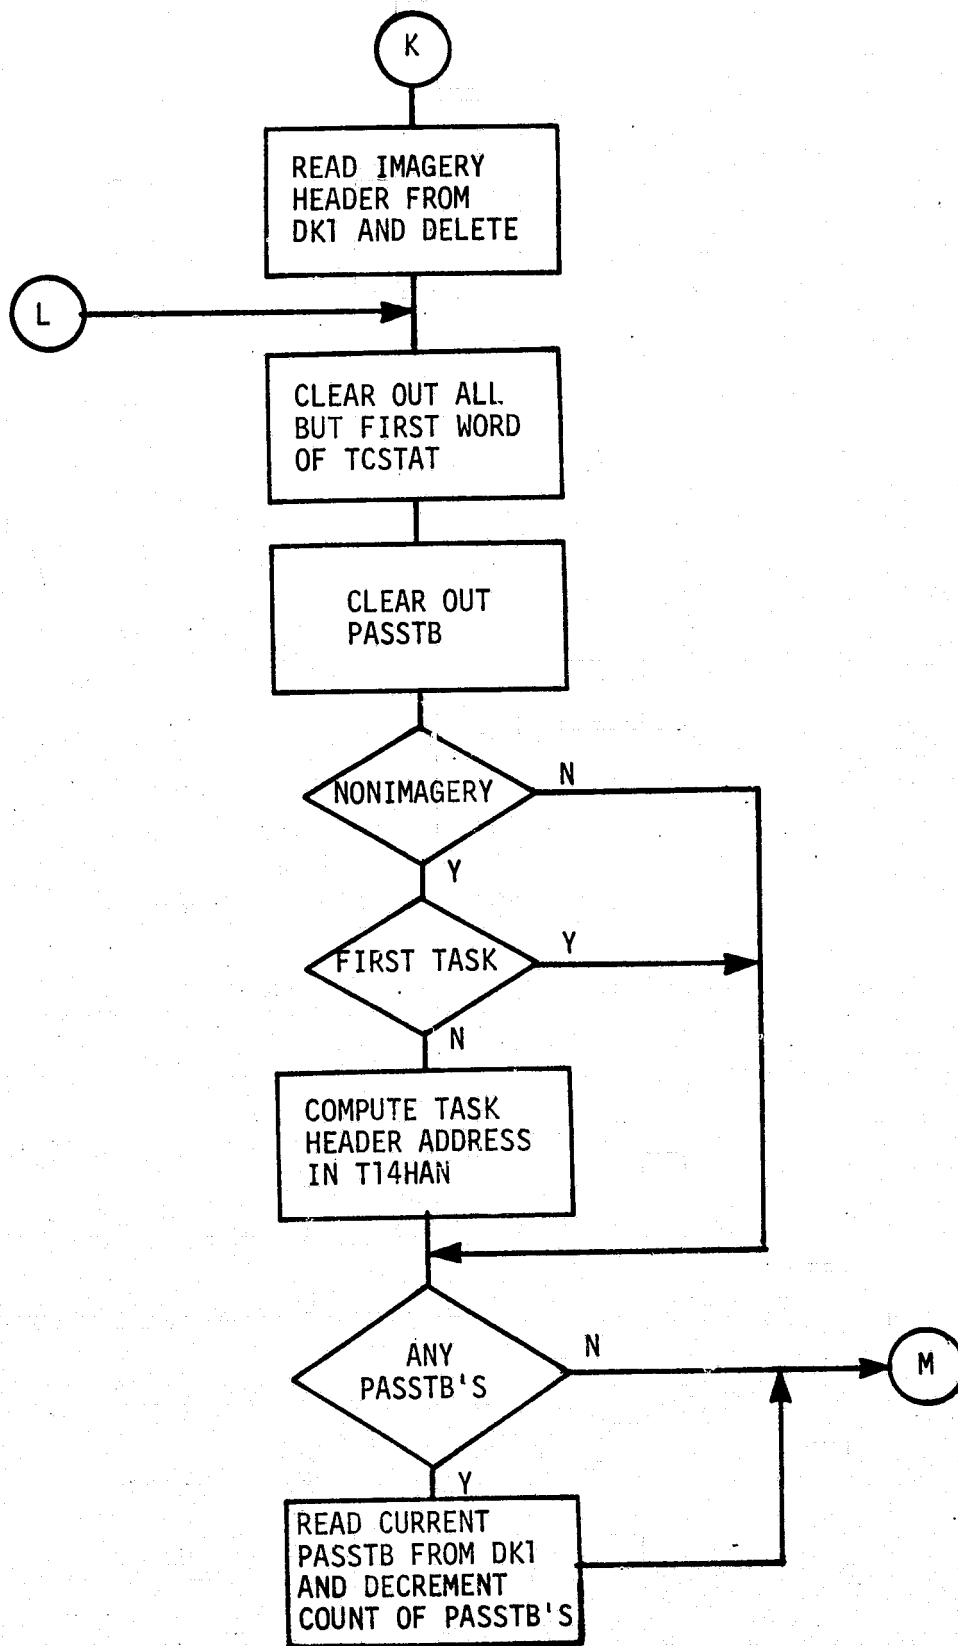 K
READ IMAGERY
HEADER FROM
DK1 AND DELETE
L
CLEAR OUT ALL
BUT FIRST WORD
OF TCSTAT
CLEAR OUT
PASSTB
NONIMAGERY
N
Y
FIRST TASK
Y
N
COMPUTE TASK
HEADER ADDRESS
IN T14HAN
ANY
PASSTB'S
N
M
Y
READ CURRENT
PASSTB FROM DK1
AND DECREMENT
COUNT OF PASSTB'S